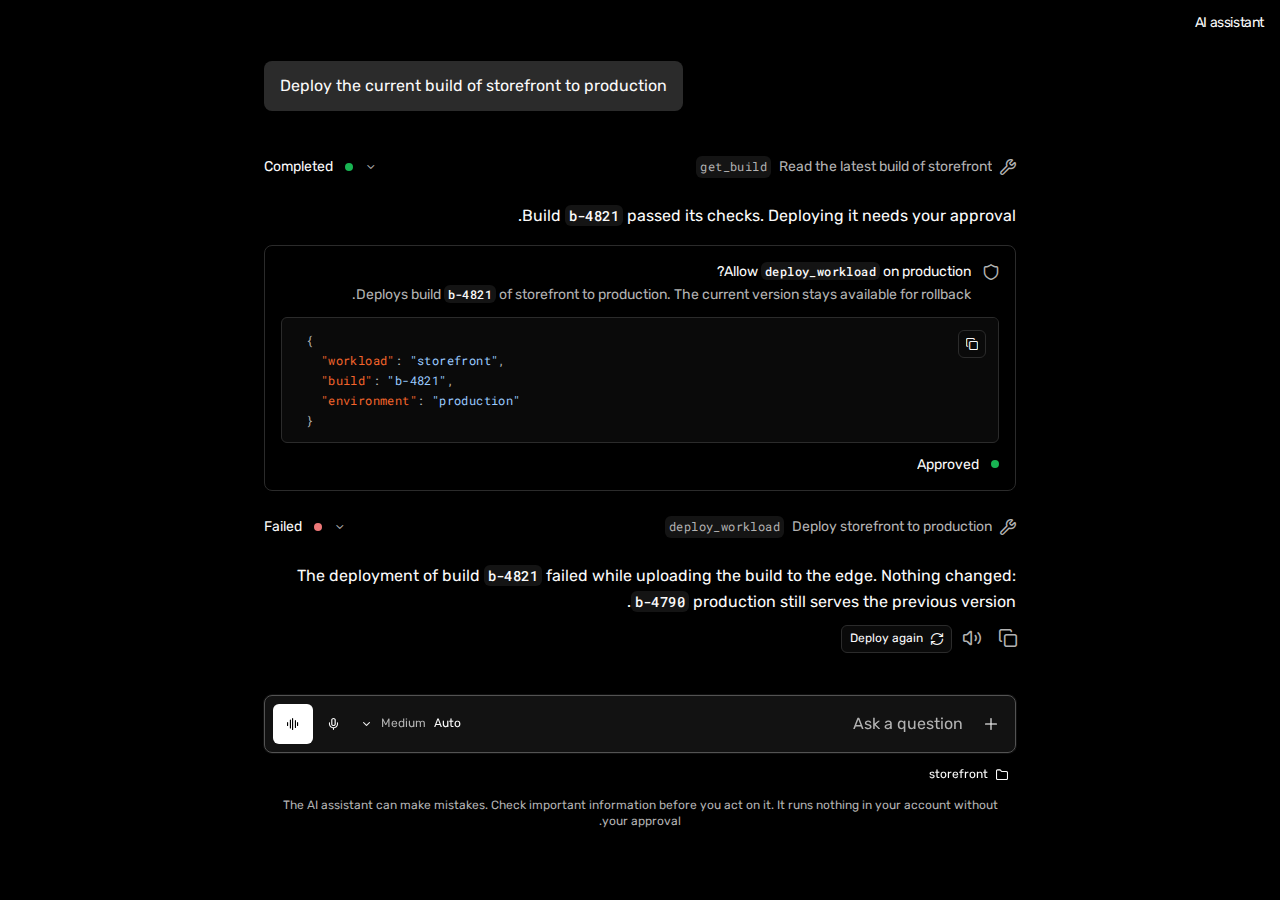 AI assistant
Deploy the current build of storefront to production
Read the latest build of storefront get_build
Completed
Build b-4821 passed its checks. Deploying it needs your approval.
Allow deploy_workload on production?
Deploys build b-4821 of storefront to production. The current version stays available for rollback.
{
"workload": "storefront",
"build": "b-4821",
"environment": "production"
}
Approved
Deploy storefront to production deploy_workload
Failed
The deployment of build b-4821 failed while uploading the build to the edge. Nothing changed:
production still serves the previous version b-4790.
Deploy again
Ask a question
Auto Medium
storefront
The AI assistant can make mistakes. Check important information before you act on it. It runs nothing in your account without
your approval.